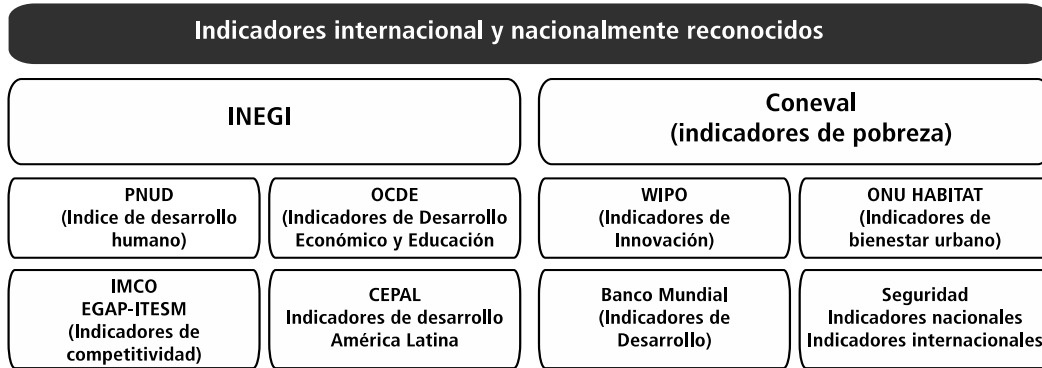 Indicadores internacional y nacionalmente reconocidos
INEGI
Coneval
(indicadores de pobreza)
PNUD
(Indice de desarrollo
humano)
OCDE
(Indicadores de Desarrollo
Económico y Educación
WIPO
(Indicadores de
Innovación)
ONU HABITAT
(Indicadores de
bienestar urbano)
IMCO
EGAP-ITESM
(Indicadores de
competitividad)
CEPAL
Indicadores de desarrollo
América Latina
Banco Mundial
(Indicadores de
Desarrollo)
Seguridad
Indicadores nacionales
Indicadores internacionales